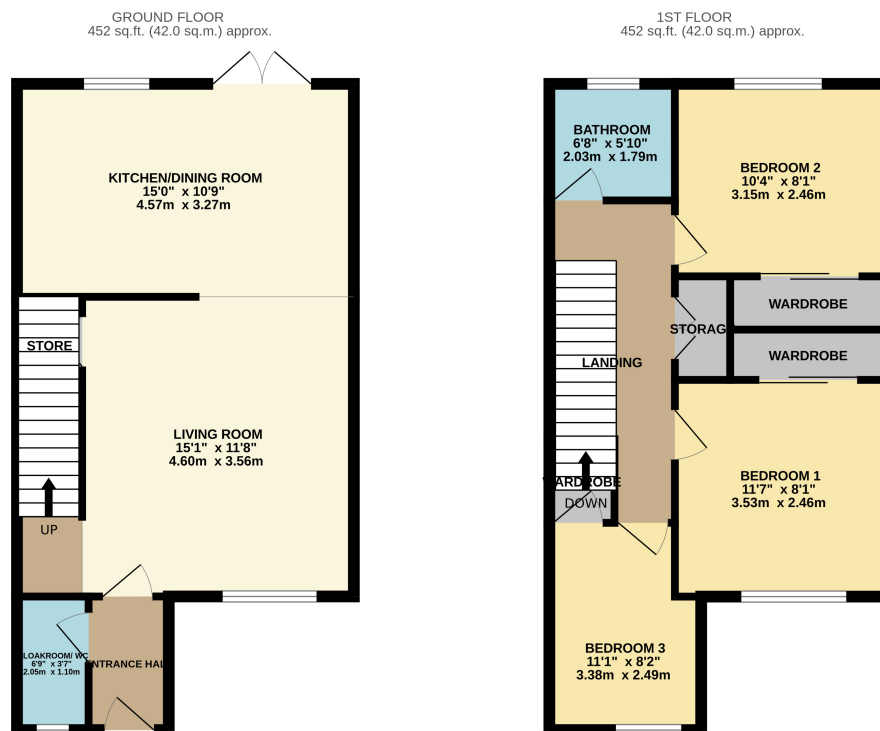 GROUND FLOOR
452 sq.ft. (42.0 sq.m.) approx.
KITCHEN/DINING ROOM
15'0" x 10'9"
4.57m x 3.27m
STORE
LIVING ROOM
15'1" x 11'8"
4.60m x 3.56m
UP
LOAKROOM/ WC
6'9" x 3'7"
2.05m x 1.10m
ENTRANCE HALL
1ST FLOOR
452 sq.ft. (42.0 sq.m.) approx.
BATHROOM
6'8" x 5'10"
2.03m x 1.79m
BEDROOM 2
10'4" x 8'1"
3.15m x 2.46m
WARDROBE
STORAG
WARDROBE
LANDING
BEDROOM 1
11'7" x 8'1"
3.53m x 2.46m
WARDROBE
DOWN
BEDROOM 3
11'1" x 8'2"
3.38m x 2.49m